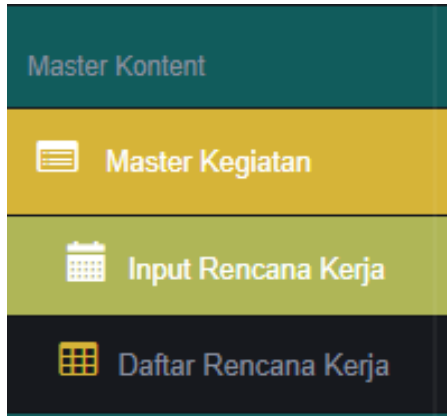 Master Kontent
Master Kegiatan
Input Rencana Kerja
Daftar Rencana Kerja